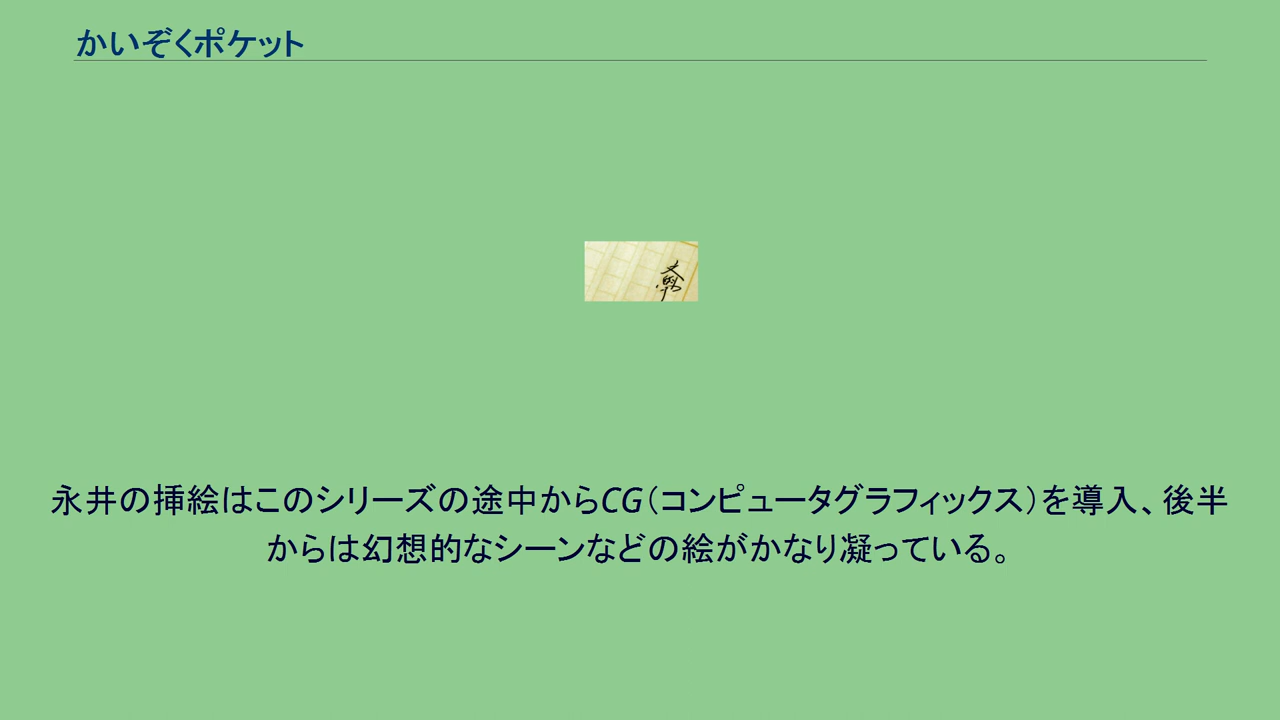 かいぞくポケット
永井の挿絵はこのシリーズの途中からCG（コンピュータグラフィックス）を導入、後半
からは幻想的なシーンなどの絵がかなり凝っている。